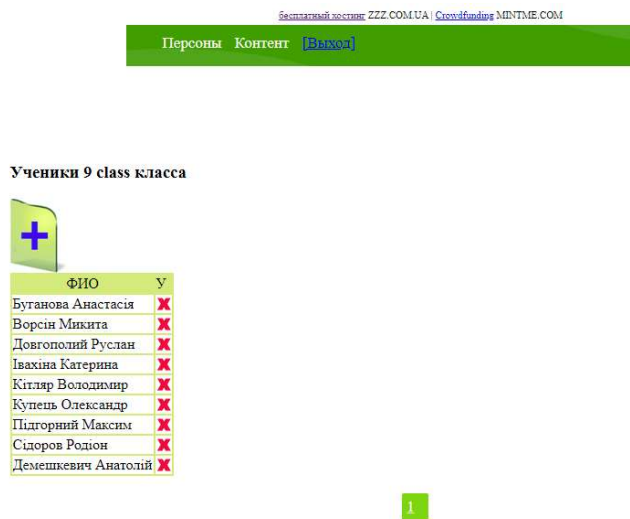 бесплатный хостинг ZZZ.COM.UA | Crowdfunding MINTME.COM
Персоны Контент [Выход]
Ученики 9 class класса
ФИО У
Буганова Анастасія
Ворсін Микита
Довгополий Руслан
Івахіна Катерина
Кітляр Володимир
Купець Олександр
Підгорний Максим
Сідоров Родіон
Демешкевич Анатолій
1